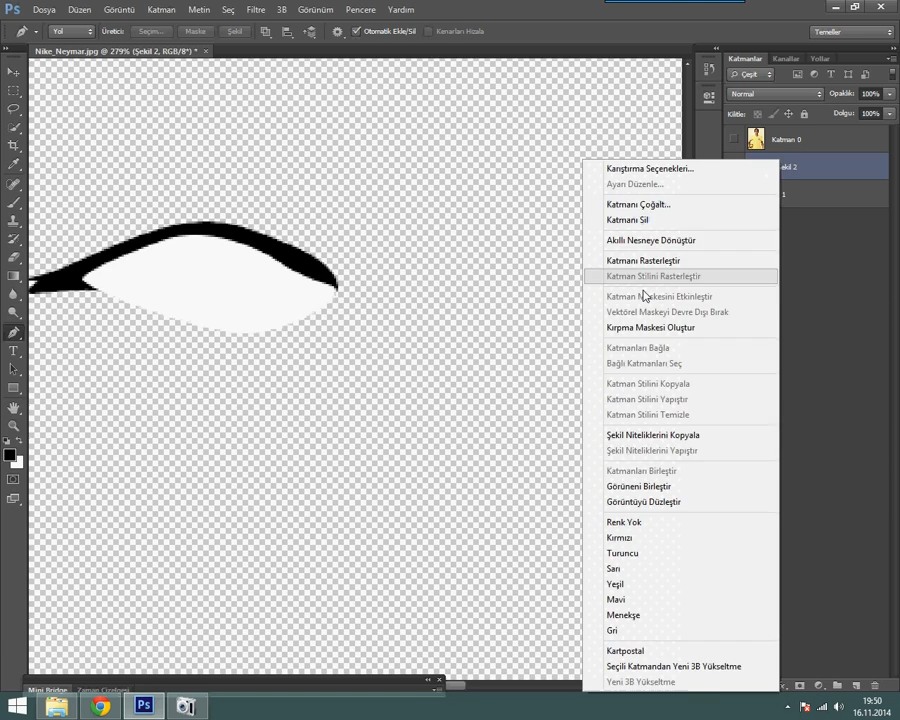 Ps Dosya Düzen Görüntü Katman Metin Seç Filtre 3B Görünüm Pencere Yardım
Yol Üretici: Seçim... Maske Şekil Otomatik Ekle/Sil Kenarları Hizala Temeller
Nike_Neymar.jpg @ 279% (Şekil 2, RGB/8*) * ×
Katmanlar Kanallar Yollar
Çeşit
Normal Opaklık: 100%
Kilitle: Dolgu: 100%
Katman 0
ekil 2
1
Karıştırma Seçenekleri...
Ayarı Düzenle...
Katmanı Çoğalt...
Katmanı Sil
Akıllı Nesneye Dönüştür
Katmanı Rasterleştir
Katman Stilini Rasterleştir
Katman Maskesini Etkinleştir
Vektörel Maskeyi Devre Dışı Bırak
Kırpma Maskesi Oluştur
Katmanları Bağla
Bağlı Katmanları Seç
Katman Stilini Kopyala
Katman Stilini Yapıştır
Katman Stilini Temizle
Şekil Niteliklerini Kopyala
Şekil Niteliklerini Yapıştır
Katmanları Birleştir
Görüneni Birleştir
Görüntüyü Düzleştir
Renk Yok
Kırmızı
Turuncu
Sarı
Yeşil
Mavi
Menekşe
Gri
Kartpostal
Seçili Katmandan Yeni 3B Yükseltme
Yeni 3B Yükseltme
Mini Bridge Zaman Çizelgesi
Ps
19:50
16.11.2014